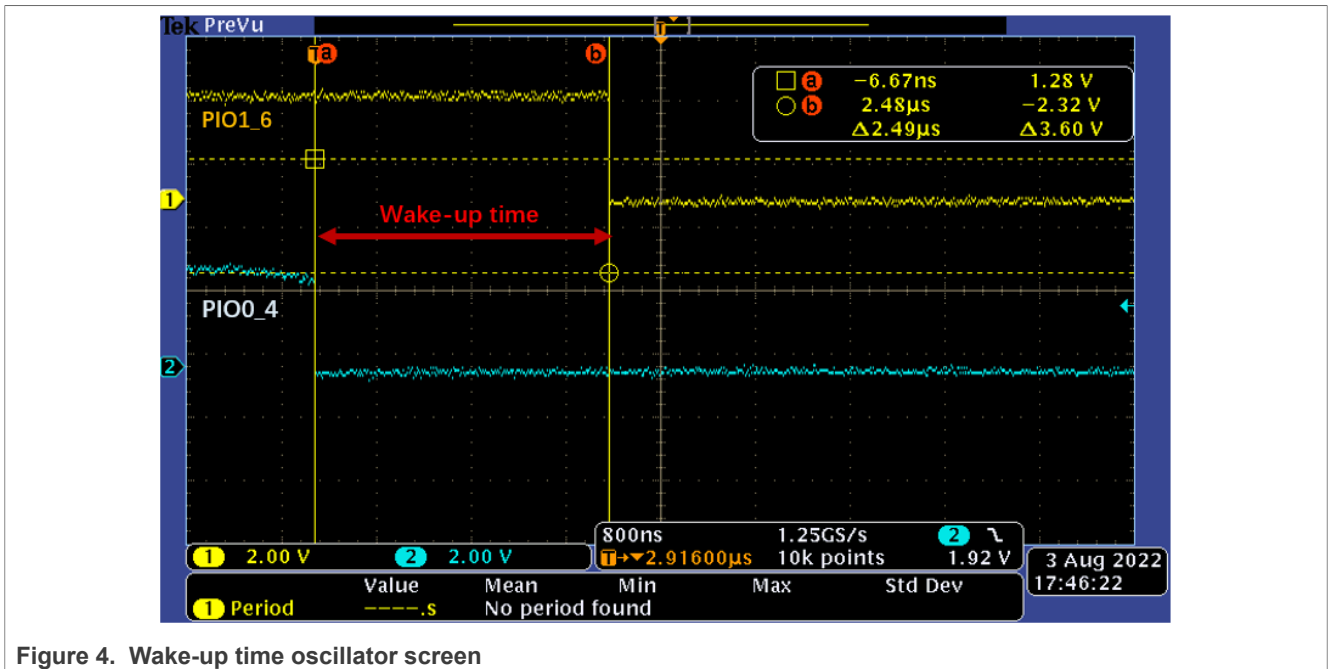 Tek PreVu
T
T a b
a −6.67ns 1.28 V
b 2.48µs −2.32 V
Δ2.49µs Δ3.60 V
PIO1_6
1
Wake-up time
PIO0_4
2
1 2.00 V 2 2.00 V
800ns 1.25GS/s 2
T→▼2.91600µs 10k points 1.92 V
3 Aug 2022
17:46:22
Value Mean Min Max Std Dev
1 Period ----.s No period found
Figure 4. Wake-up time oscillator screen